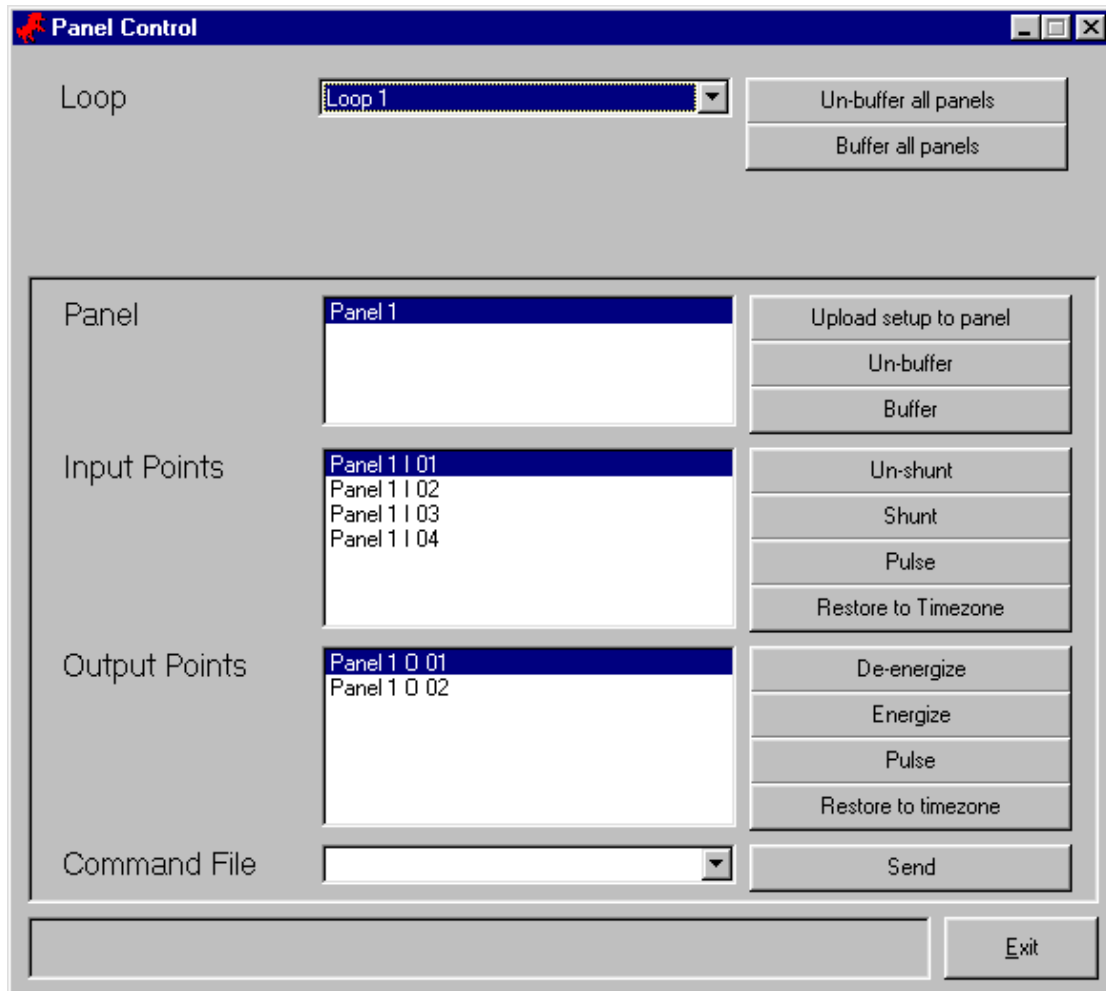 Panel Control
Loop
Loop 1
Un-buffer all panels
Buffer all panels
Panel
Panel 1
Upload setup to panel
Un-buffer
Buffer
Input Points
Panel 1 I 01
Panel 1 I 02
Panel 1 I 03
Panel 1 I 04
Un-shunt
Shunt
Pulse
Restore to Timezone
Output Points
Panel 1 O 01
Panel 1 O 02
De-energize
Energize
Pulse
Restore to timezone
Command File
Send
Exit